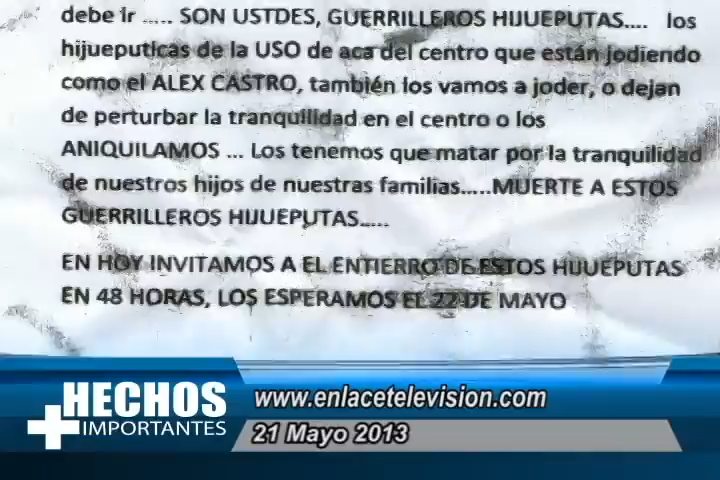 debe ir ..... SON USTDES, GUERRILLEROS HIJUEPUTAS.... los
hijueputicas de la USO de aca del centro que están jodiendo
como el ALEX CASTRO, también los vamos a joder, o dejan
de perturbar la tranquilidad en el centro o los
ANIQUILAMOS ... Los tenemos que matar por la tranquilidad
de nuestros hijos de nuestras familias.....MUERTE A ESTOS
GUERRILLEROS HIJUEPUTAS.....
EN HOY INVITAMOS A EL ENTIERRO DE ESTOS HIJUEPUTAS
EN 48 HORAS, LOS ESPERAMOS EL 22 DE MAYO
+HECHOS
IMPORTANTES
www.enlacetelevision.com
21 Mayo 2013